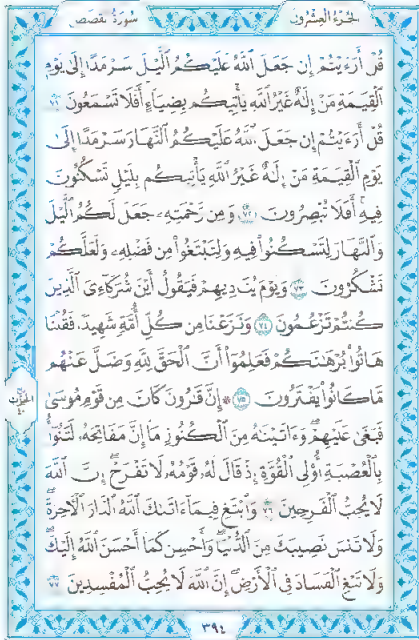 الجزء العشرون
سورة القصص
قُلْ أَرَءَيْتُمْ إِن جَعَلَ ٱللَّهُ عَلَيْكُمُ ٱلَّيْلَ سَرْمَدًا إِلَىٰ يَوْمِ
ٱلْقِيَٰمَةِ مَنْ إِلَٰهٌ غَيْرُ ٱللَّهِ يَأْتِيكُم بِضِيَآءٍ أَفَلَا تَسْمَعُونَ ٧١
قُلْ أَرَءَيْتُمْ إِن جَعَلَ ٱللَّهُ عَلَيْكُمُ ٱلنَّهَارَ سَرْمَدًا إِلَىٰ
يَوْمِ ٱلْقِيَٰمَةِ مَنْ إِلَٰهٌ غَيْرُ ٱللَّهِ يَأْتِيكُم بِلَيْلٍ تَسْكُنُونَ
فِيهِ أَفَلَا تُبْصِرُونَ ٧٢ وَمِن رَّحْمَتِهِۦ جَعَلَ لَكُمُ ٱلَّيْلَ
وَٱلنَّهَارَ لِتَسْكُنُوا۟ فِيهِ وَلِتَبْتَغُوا۟ مِن فَضْلِهِۦ وَلَعَلَّكُمْ
تَشْكُرُونَ ٧٣ وَيَوْمَ يُنَادِيهِمْ فَيَقُولُ أَيْنَ شُرَكَآءِىَ ٱلَّذِينَ
كُنتُمْ تَزْعُمُونَ ٧٤ وَنَزَعْنَا مِن كُلِّ أُمَّةٍ شَهِيدًا فَقُلْنَا
هَاتُوا۟ بُرْهَٰنَكُمْ فَعَلِمُوٓا۟ أَنَّ ٱلْحَقَّ لِلَّهِ وَضَلَّ عَنْهُم
مَّا كَانُوا۟ يَفْتَرُونَ ٧٥ ۞ إِنَّ قَٰرُونَ كَانَ مِن قَوْمِ مُوسَىٰ
فَبَغَىٰ عَلَيْهِمْ ۖ وَءَاتَيْنَٰهُ مِنَ ٱلْكُنُوزِ مَآ إِنَّ مَفَاتِحَهُۥ لَتَنُوٓأُ
بِٱلْعُصْبَةِ أُو۟لِى ٱلْقُوَّةِ إِذْ قَالَ لَهُۥ قَوْمُهُۥ لَا تَفْرَحْ ۖ إِنَّ ٱللَّهَ
لَا يُحِبُّ ٱلْفَرِحِينَ ٧٦ وَٱبْتَغِ فِيمَآ ءَاتَىٰكَ ٱللَّهُ ٱلدَّارَ ٱلْءَاخِرَةَ ۖ
وَلَا تَنسَ نَصِيبَكَ مِنَ ٱلدُّنْيَا ۖ وَأَحْسِن كَمَآ أَحْسَنَ ٱللَّهُ إِلَيْكَ ۖ
وَلَا تَبْغِ ٱلْفَسَادَ فِى ٱلْأَرْضِ ۖ إِنَّ ٱللَّهَ لَا يُحِبُّ ٱلْمُفْسِدِينَ ٧٧
الحزب
٤٠
٣٩٤